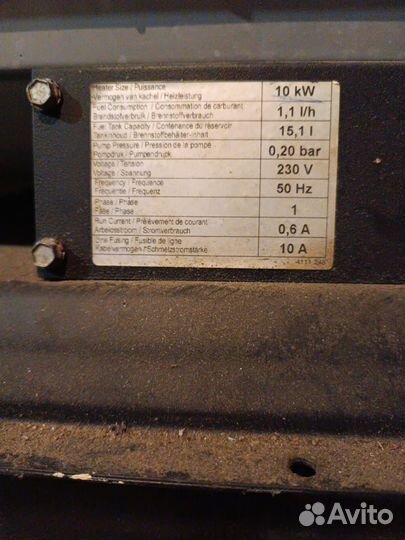 Heater Size / Puissance
Vermogen van kachel / Heizleistung
10 kW
Fuel Consumption / Consommation de carburant
Brandstofverbruik / Brennstoffverbrauch
1,1 l/h
Fuel Tank Capacity / Contenance du réservoir
Tankinhoud / Brennstoffbehälter-Inhalt
15,1 l
Pump Pressure / Pression de la pompe
Pompdruk / Pumpendruck
0,20 bar
Voltage / Tension
Voltage / Spannung
230 V
Frequency / Fréquence
Frequentie / Frequenz
50 Hz
Phase / Phase
Fase / Phase
1
Run Current / Prélèvement de courant
Arbeidsstroom / Stromverbrauch
0,6 A
Line Fusing / Fusible de ligne
Kabelvermogen / Schmelzstromstärke
10 A
Avito